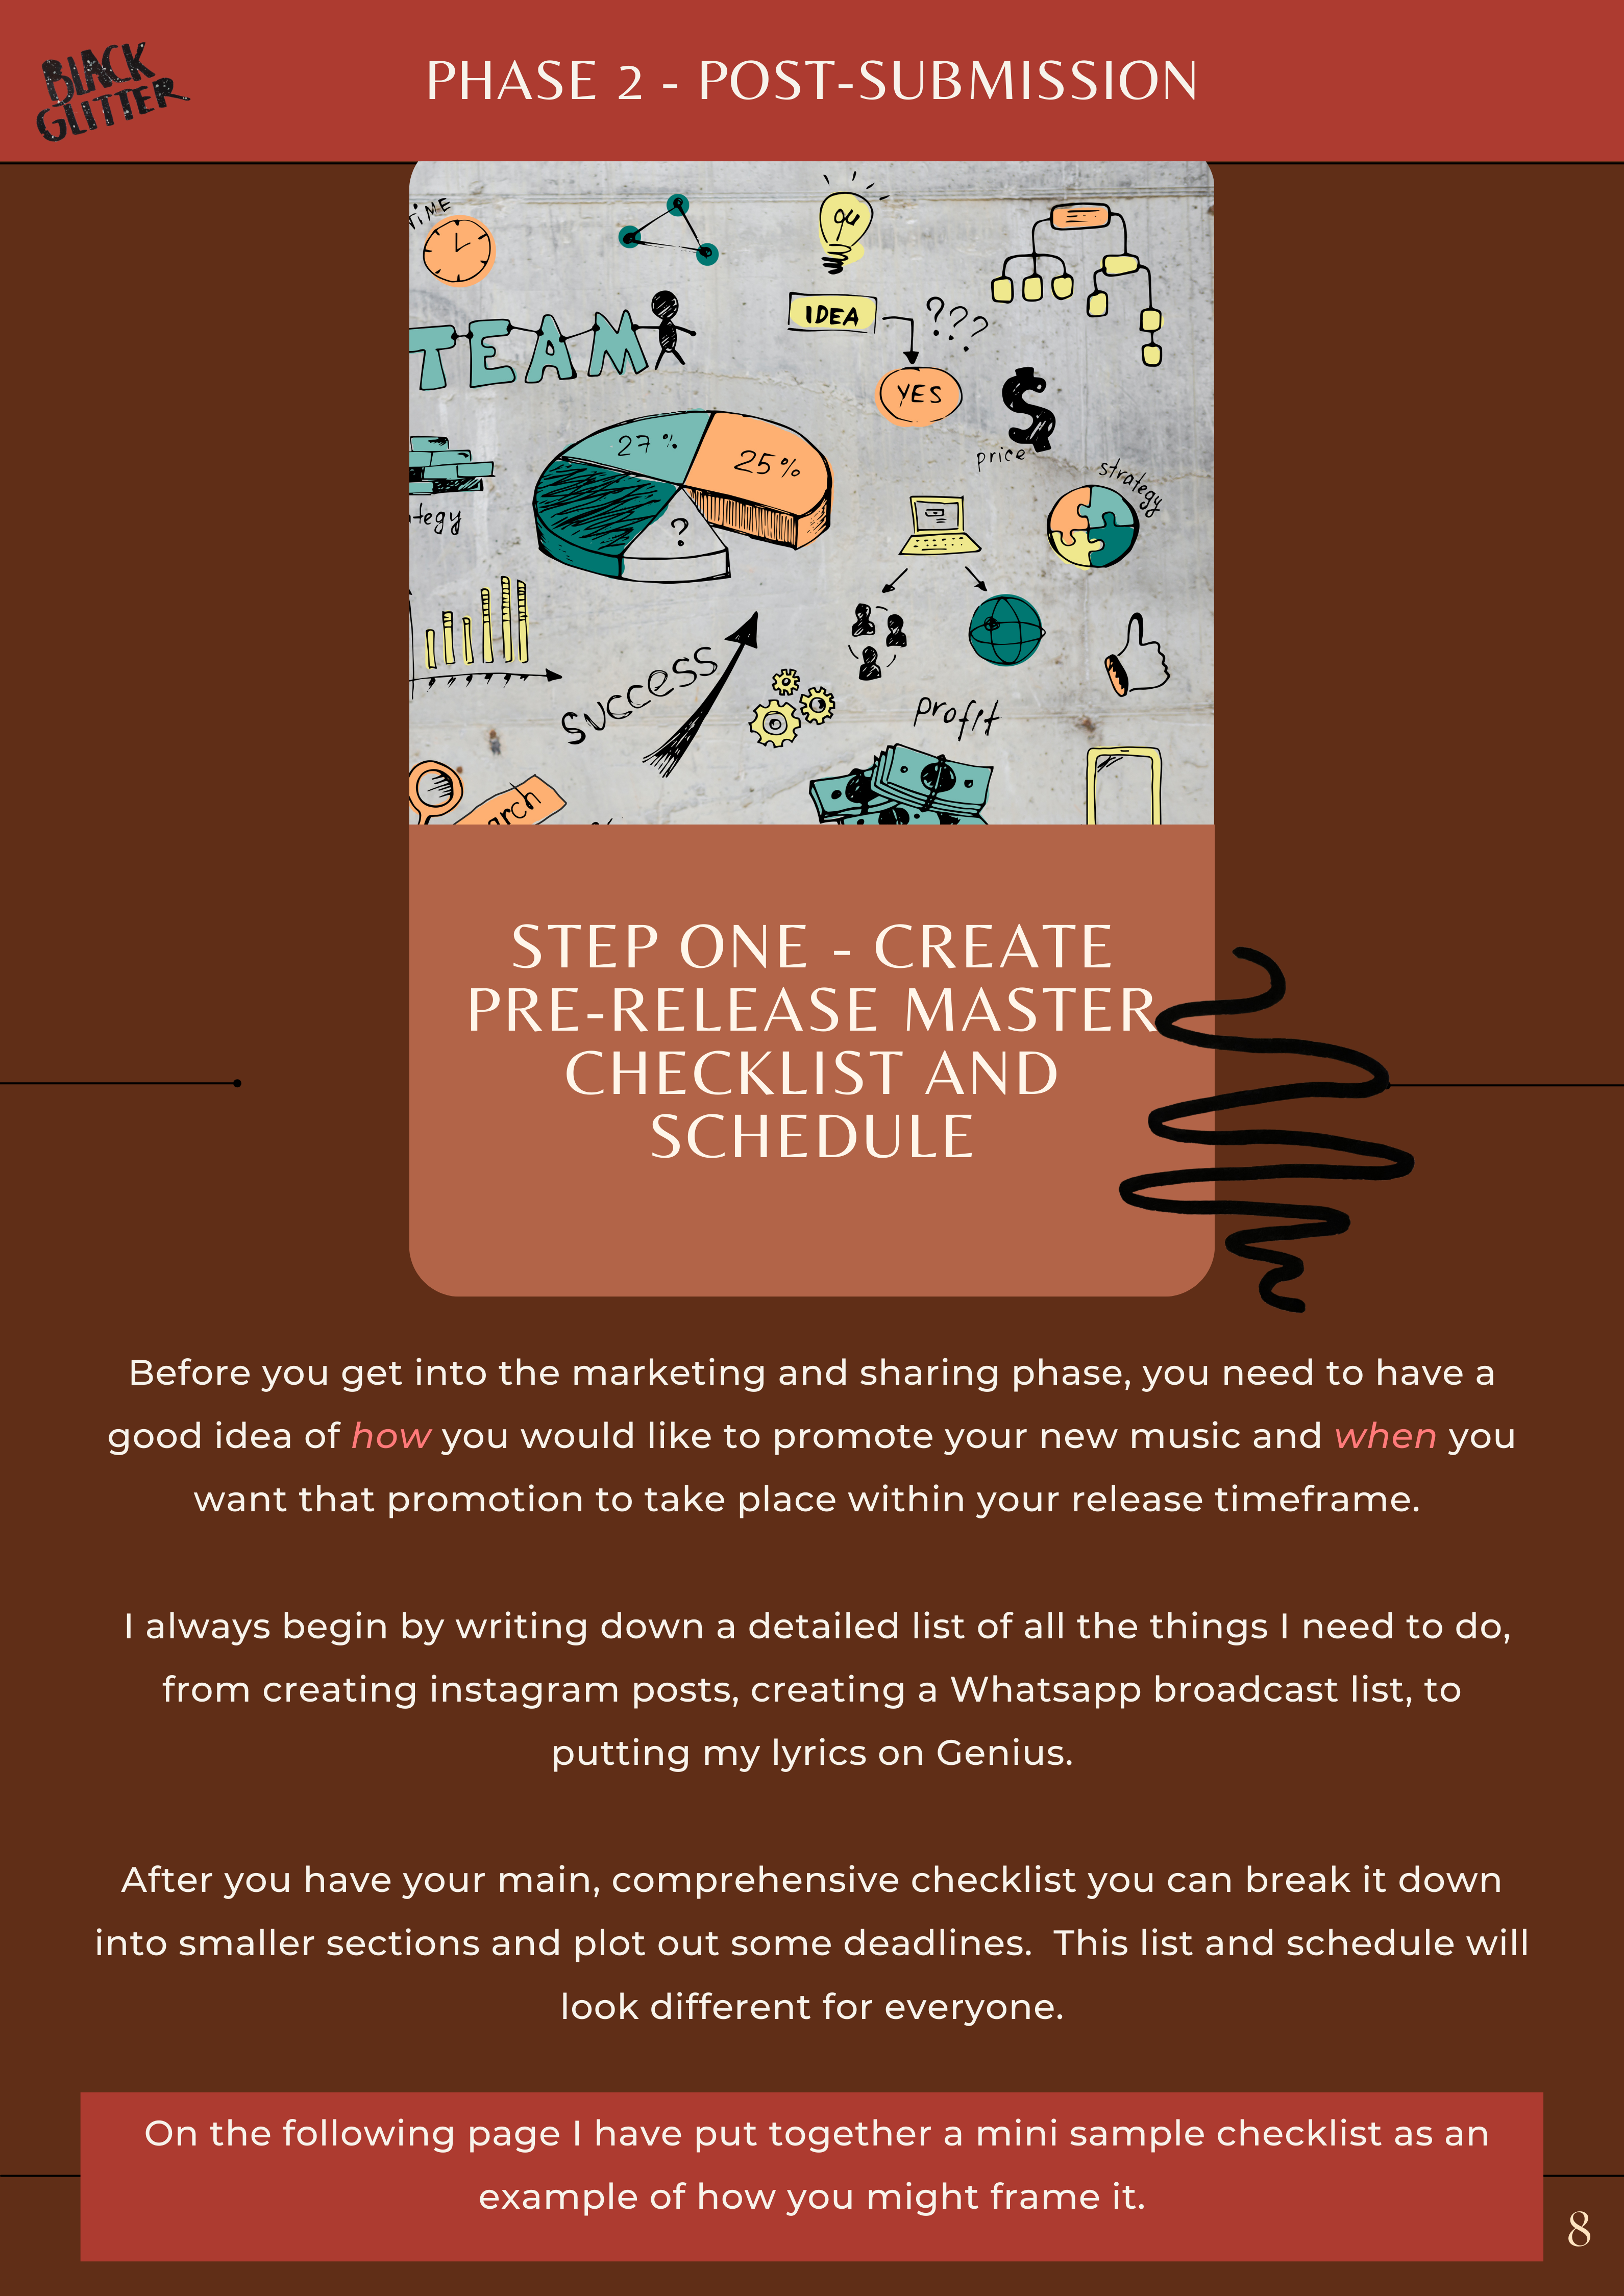 BLACK
GLITTER
PHASE 2 - POST-SUBMISSION
TIME
IDEA
???
TEAM
YES
$
price
27 %
25%
?
strategy
tegy
success
profit
arch
STEP ONE - CREATE
PRE-RELEASE MASTER
CHECKLIST AND
SCHEDULE
Before you get into the marketing and sharing phase, you need to have a
good idea of how you would like to promote your new music and when you
want that promotion to take place within your release timeframe.
I always begin by writing down a detailed list of all the things I need to do,
from creating instagram posts, creating a Whatsapp broadcast list, to
putting my lyrics on Genius.
After you have your main, comprehensive checklist you can break it down
into smaller sections and plot out some deadlines.  This list and schedule will
look different for everyone.
On the following page I have put together a mini sample checklist as an
example of how you might frame it.
8